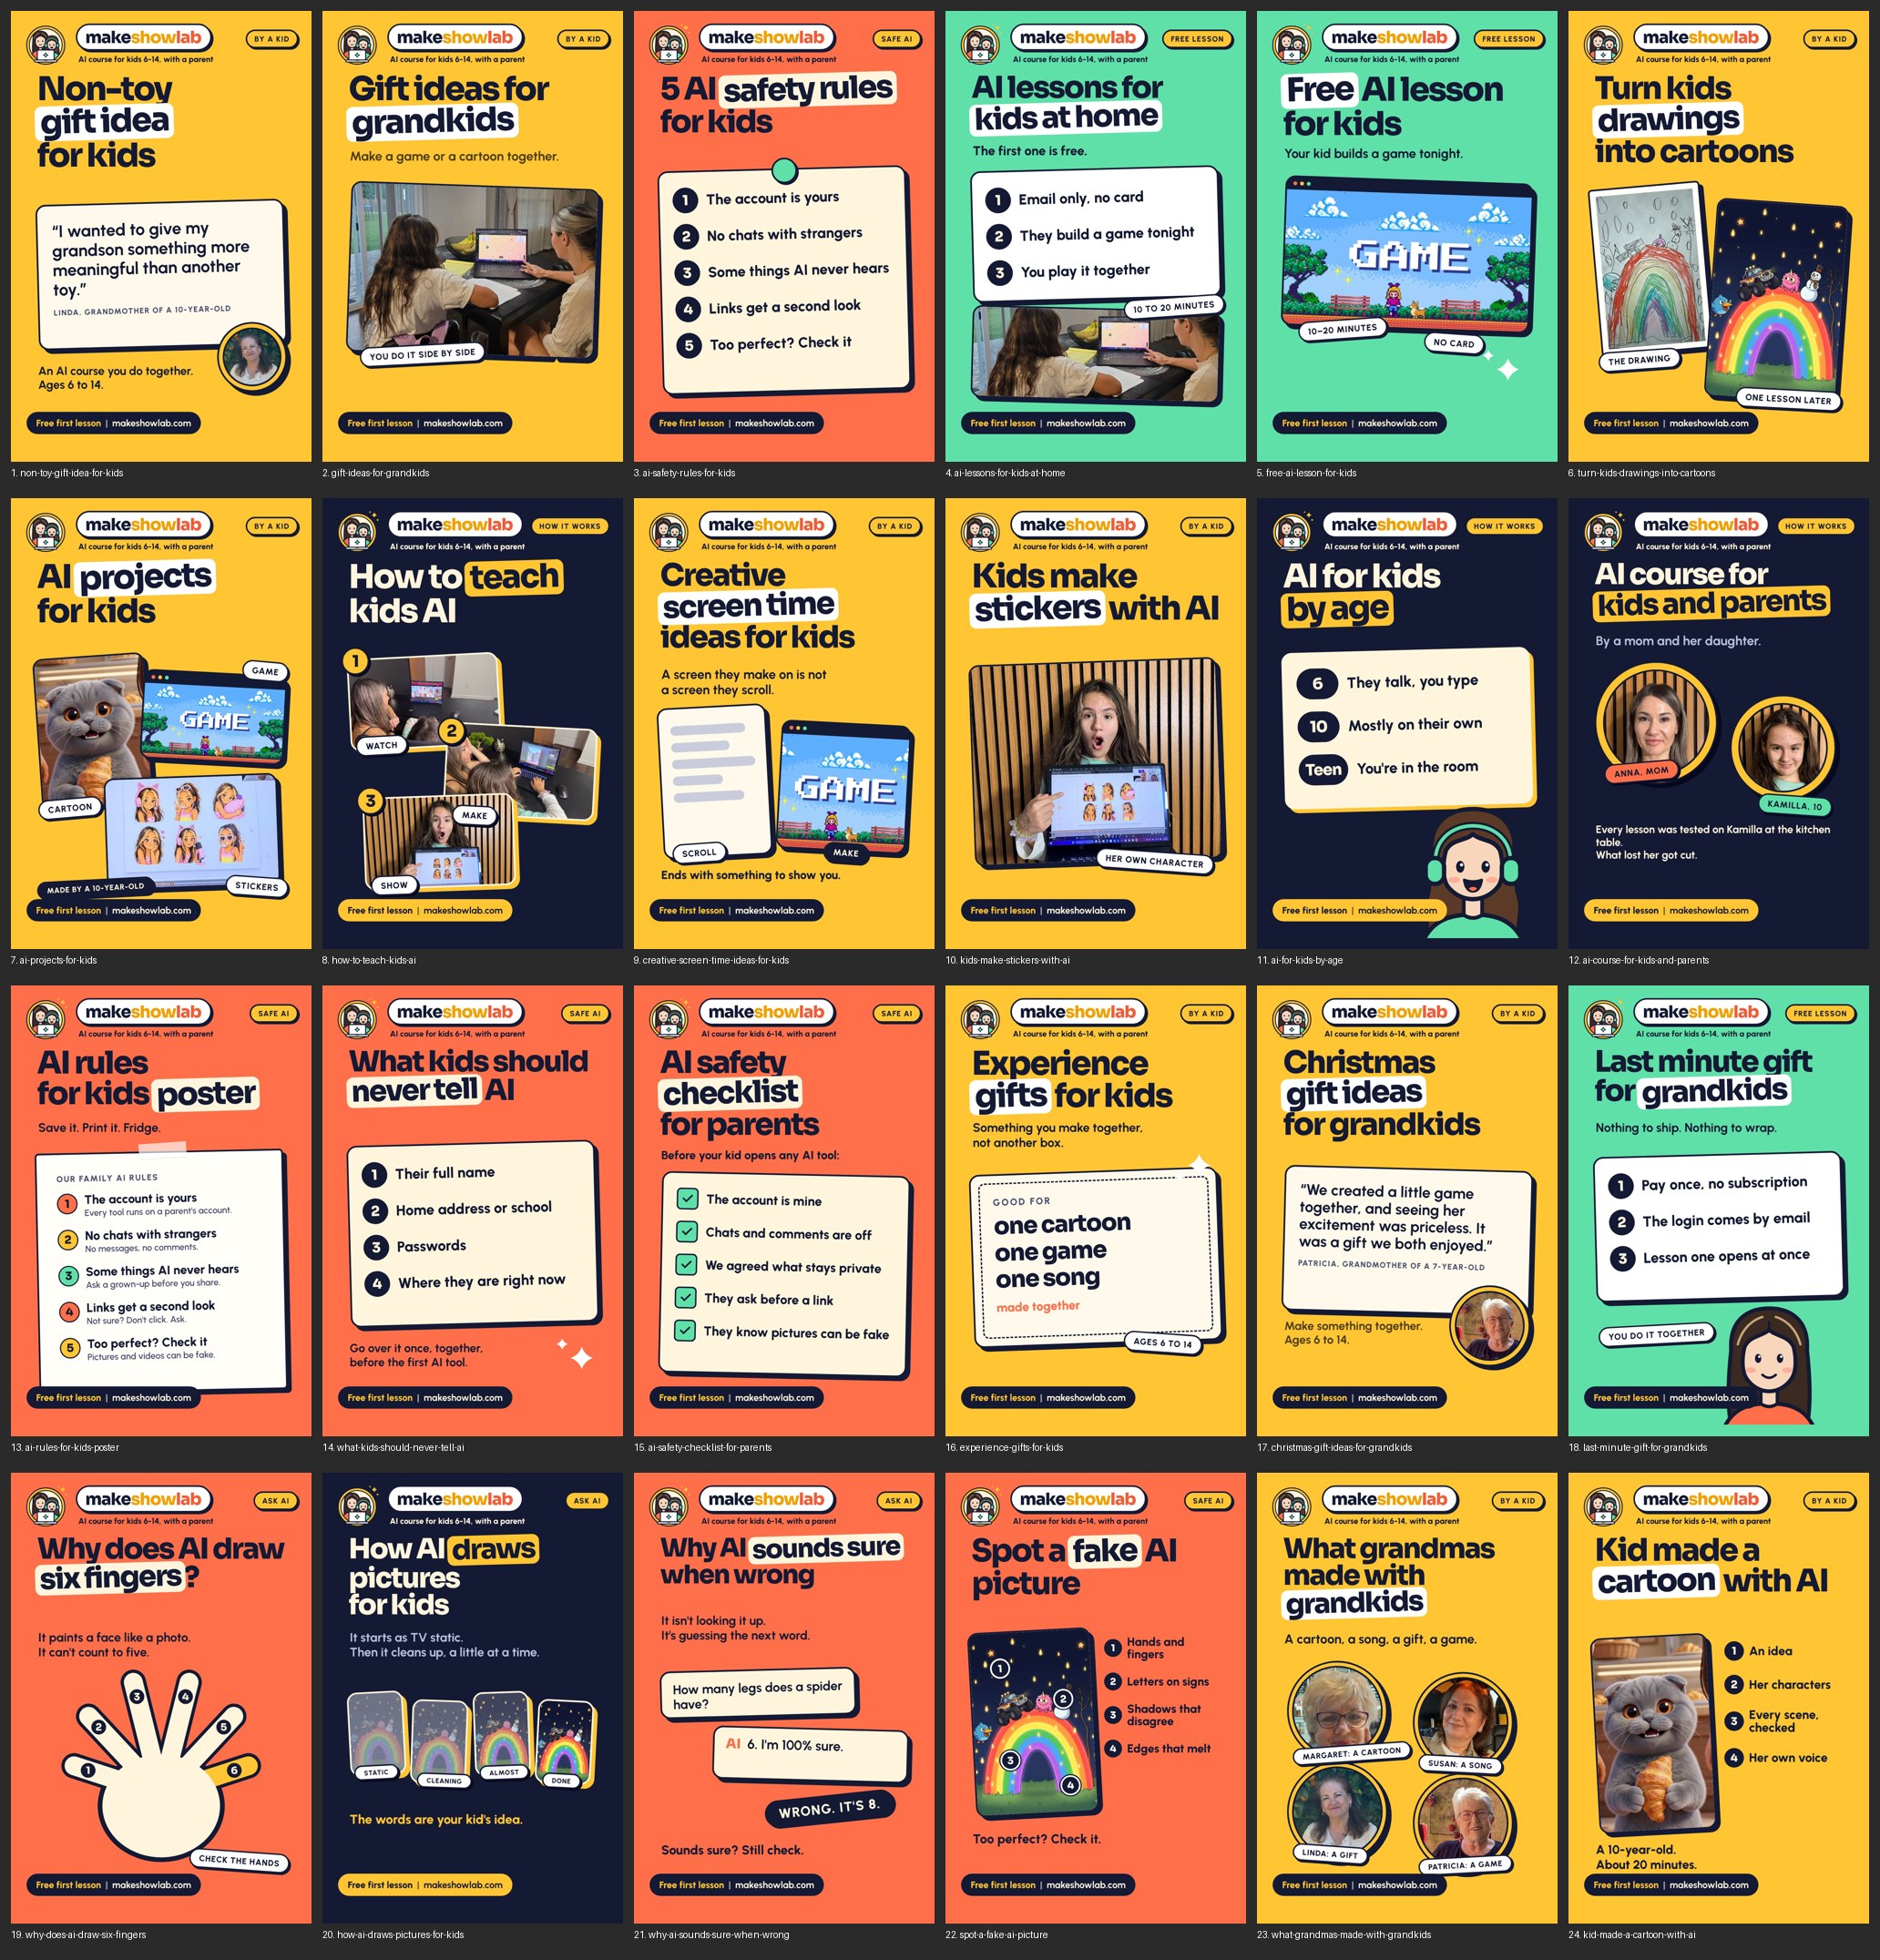 makeshowlab
BY A KID
AI course for kids 6-14, with a parent
Non-toy
gift idea
for kids
“I wanted to give my
grandson something more
meaningful than another
toy.”
LINDA, GRANDMOTHER OF A 10-YEAR-OLD
An AI course you do together.
Ages 6 to 14.
Free first lesson | makeshowlab.com
1. non-toy-gift-idea-for-kids
makeshowlab
BY A KID
AI course for kids 6-14, with a parent
Gift ideas for
grandkids
Make a game or a cartoon together.
YOU DO IT SIDE BY SIDE
Free first lesson | makeshowlab.com
2. gift-ideas-for-grandkids
makeshowlab
SAFE AI
AI course for kids 6-14, with a parent
5 AI safety rules
for kids
1 The account is yours
2 No chats with strangers
3 Some things AI never hears
4 Links get a second look
5 Too perfect? Check it
Free first lesson | makeshowlab.com
3. ai-safety-rules-for-kids
makeshowlab
FREE LESSON
AI course for kids 6-14, with a parent
AI lessons for
kids at home
The first one is free.
1 Email only, no card
2 They build a game tonight
3 You play it together
10 TO 20 MINUTES
Free first lesson | makeshowlab.com
4. ai-lessons-for-kids-at-home
makeshowlab
FREE LESSON
AI course for kids 6-14, with a parent
Free AI lesson
for kids
Your kid builds a game tonight.
GAME
10-20 MINUTES
NO CARD
Free first lesson | makeshowlab.com
5. free-ai-lesson-for-kids
makeshowlab
BY A KID
AI course for kids 6-14, with a parent
Turn kids
drawings
into cartoons
THE DRAWING
ONE LESSON LATER
Free first lesson | makeshowlab.com
6. turn-kids-drawings-into-cartoons
makeshowlab
BY A KID
AI course for kids 6-14, with a parent
AI projects
for kids
GAME
GAME
CARTOON
MADE BY A 10-YEAR-OLD
STICKERS
Free first lesson | makeshowlab.com
7. ai-projects-for-kids
makeshowlab
HOW IT WORKS
AI course for kids 6-14, with a parent
How to teach
kids AI
1
WATCH
2
3
MAKE
SHOW
Free first lesson | makeshowlab.com
8. how-to-teach-kids-ai
makeshowlab
BY A KID
AI course for kids 6-14, with a parent
Creative
screen time
ideas for kids
A screen they make on is not
a screen they scroll.
GAME
SCROLL
MAKE
Ends with something to show you.
Free first lesson | makeshowlab.com
9. creative-screen-time-ideas-for-kids
makeshowlab
BY A KID
AI course for kids 6-14, with a parent
Kids make
stickers with AI
HER OWN CHARACTER
Free first lesson | makeshowlab.com
10. kids-make-stickers-with-ai
makeshowlab
HOW IT WORKS
AI course for kids 6-14, with a parent
AI for kids
by age
6 They talk, you type
10 Mostly on their own
Teen You're in the room
Free first lesson | makeshowlab.com
11. ai-for-kids-by-age
makeshowlab
HOW IT WORKS
AI course for kids 6-14, with a parent
AI course for
kids and parents
By a mom and her daughter.
ANNA, MOM
KAMILLA, 10
Every lesson was tested on Kamilla at the kitchen
table.
What lost her got cut.
Free first lesson | makeshowlab.com
12. ai-course-for-kids-and-parents
makeshowlab
SAFE AI
AI course for kids 6-14, with a parent
AI rules
for kids poster
Save it. Print it. Fridge.
OUR FAMILY AI RULES
1 The account is yours
Every tool runs on a parent's account.
2 No chats with strangers
No messages, no comments.
3 Some things AI never hears
Ask a grown-up before you share.
4 Links get a second look
Not sure? Don't click. Ask.
5 Too perfect? Check it
Pictures and videos can be fake.
Free first lesson | makeshowlab.com
13. ai-rules-for-kids-poster
makeshowlab
SAFE AI
AI course for kids 6-14, with a parent
What kids should
never tell AI
1 Their full name
2 Home address or school
3 Passwords
4 Where they are right now
Go over it once, together,
before the first AI tool.
Free first lesson | makeshowlab.com
14. what-kids-should-never-tell-ai
makeshowlab
SAFE AI
AI course for kids 6-14, with a parent
AI safety
checklist
for parents
Before your kid opens any AI tool:
The account is mine
Chats and comments are off
We agreed what stays private
They ask before a link
They know pictures can be fake
Free first lesson | makeshowlab.com
15. ai-safety-checklist-for-parents
makeshowlab
BY A KID
AI course for kids 6-14, with a parent
Experience
gifts for kids
Something you make together,
not another box.
GOOD FOR
one cartoon
one game
one song
made together
AGES 6 TO 14
Free first lesson | makeshowlab.com
16. experience-gifts-for-kids
makeshowlab
BY A KID
AI course for kids 6-14, with a parent
Christmas
gift ideas
for grandkids
“We created a little game
together, and seeing her
excitement was priceless. It
was a gift we both enjoyed.”
PATRICIA, GRANDMOTHER OF A 7-YEAR-OLD
Make something together.
Ages 6 to 14.
Free first lesson | makeshowlab.com
17. christmas-gift-ideas-for-grandkids
makeshowlab
FREE LESSON
AI course for kids 6-14, with a parent
Last minute gift
for grandkids
Nothing to ship. Nothing to wrap.
1 Pay once, no subscription
2 The login comes by email
3 Lesson one opens at once
YOU DO IT TOGETHER
Free first lesson | makeshowlab.com
18. last-minute-gift-for-grandkids
makeshowlab
ASK AI
AI course for kids 6-14, with a parent
Why does AI draw
six fingers?
It paints a face like a photo.
It can't count to five.
1
2
3
4
5
6
CHECK THE HANDS
Free first lesson | makeshowlab.com
19. why-does-ai-draw-six-fingers
makeshowlab
ASK AI
AI course for kids 6-14, with a parent
How AI draws
pictures
for kids
It starts as TV static.
Then it cleans up, a little at a time.
STATIC
CLEANING
ALMOST
DONE
The words are your kid's idea.
Free first lesson | makeshowlab.com
20. how-ai-draws-pictures-for-kids
makeshowlab
ASK AI
AI course for kids 6-14, with a parent
Why AI sounds sure
when wrong
It isn't looking it up.
It's guessing the next word.
How many legs does a spider
have?
AI 6. I'm 100% sure.
WRONG. IT'S 8.
Sounds sure? Still check.
Free first lesson | makeshowlab.com
21. why-ai-sounds-sure-when-wrong
makeshowlab
SAFE AI
AI course for kids 6-14, with a parent
Spot a fake AI
picture
1
2
3
4
1 Hands and
fingers
2 Letters on signs
3 Shadows that
disagree
4 Edges that melt
Too perfect? Check it.
Free first lesson | makeshowlab.com
22. spot-a-fake-ai-picture
makeshowlab
BY A KID
AI course for kids 6-14, with a parent
What grandmas
made with
grandkids
A cartoon, a song, a gift, a game.
MARGARET: A CARTOON
SUSAN: A SONG
LINDA: A GIFT
PATRICIA: A GAME
Free first lesson | makeshowlab.com
23. what-grandmas-made-with-grandkids
makeshowlab
BY A KID
AI course for kids 6-14, with a parent
Kid made a
cartoon with AI
1 An idea
2 Her characters
3 Every scene,
checked
4 Her own voice
A 10-year-old.
About 20 minutes.
Free first lesson | makeshowlab.com
24. kid-made-a-cartoon-with-ai